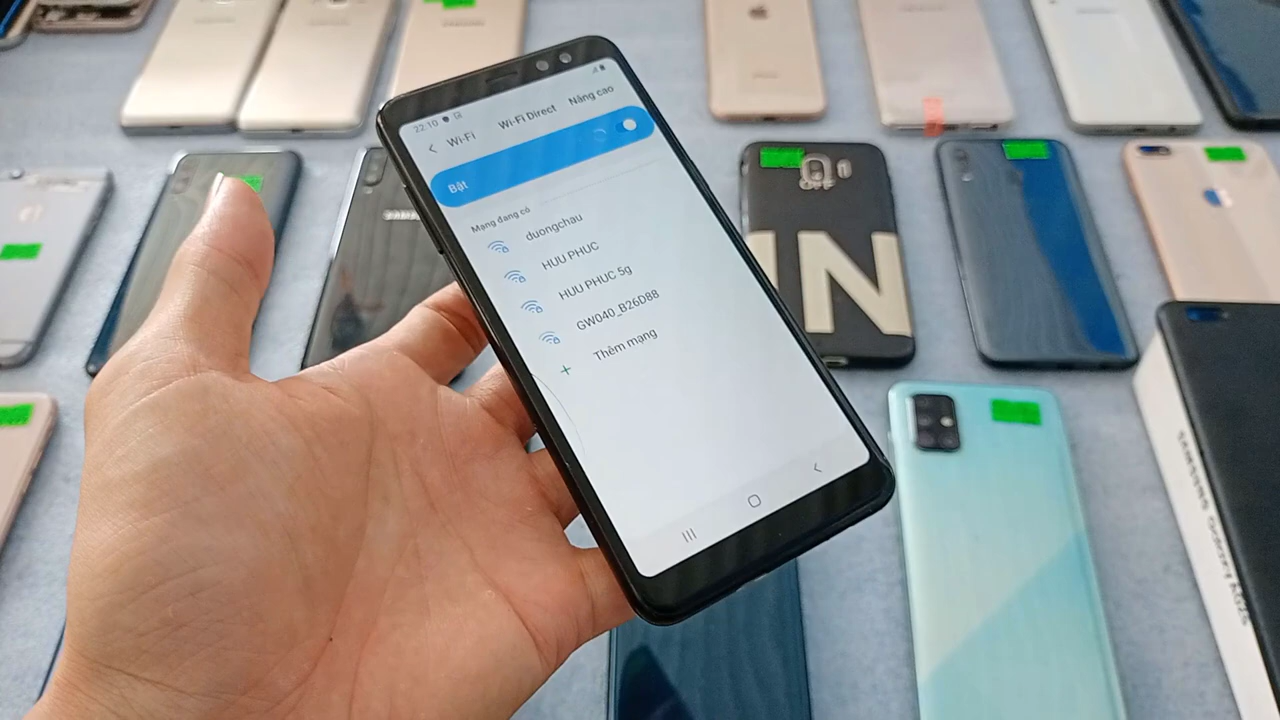 22:10
Wi-Fi
Wi-Fi Direct
Nâng cao
Bật
Mạng đang có
duongchau
HUU PHUC
HUU PHUC 5g
GW040_B26D88
Thêm mạng
IN